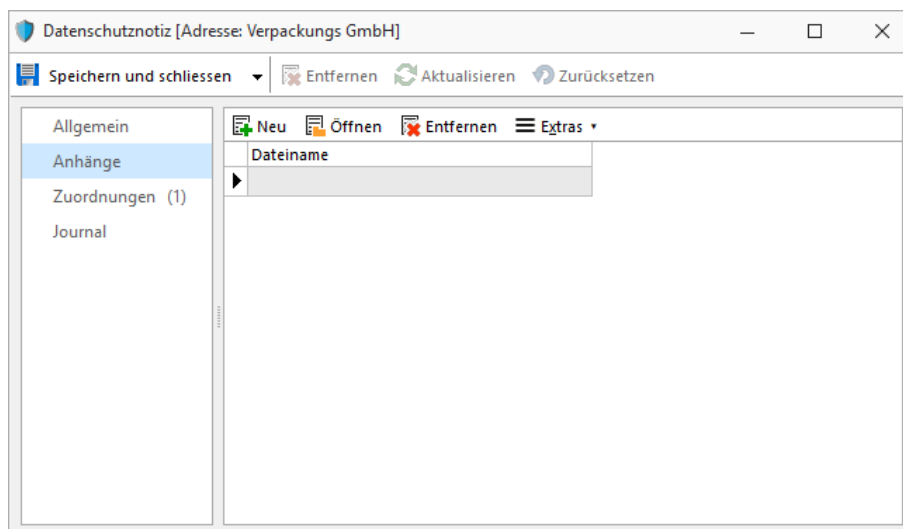 Datenschutznotiz [Adresse: Verpackungs GmbH]
Speichern und schliessen Entfernen Aktualisieren Zurücksetzen
Allgemein
Anhänge
Zuordnungen (1)
Journal
Neu Öffnen Entfernen Extras
Dateiname